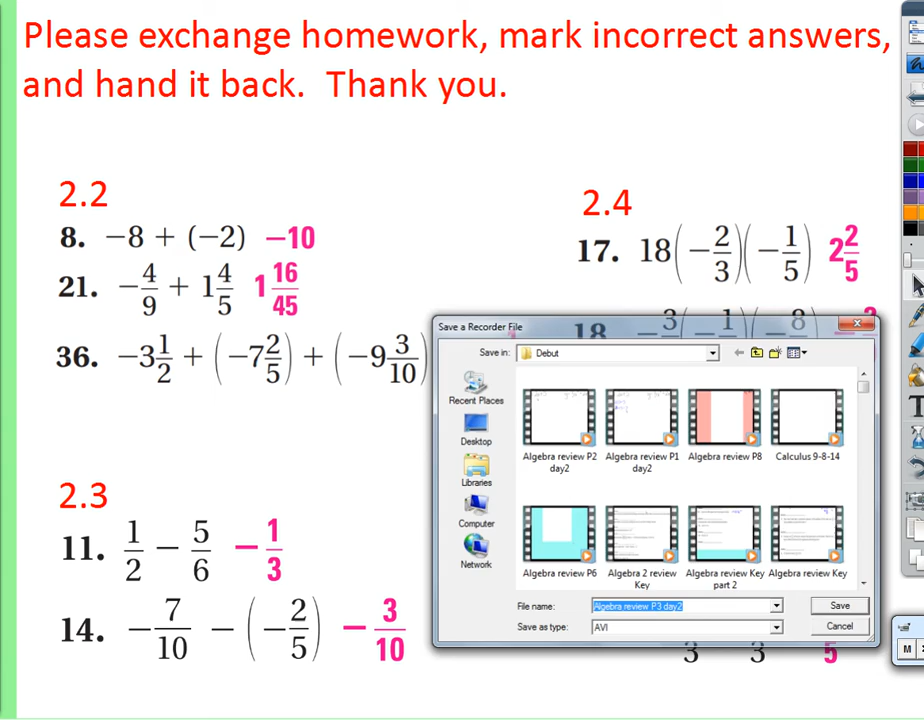 Please exchange homework, mark incorrect answers,
and hand it back. Thank you.
2.2
8. −8 + (−2) −10
21. −4/9 + 1 4/5 1 16/45
36. −3 1/2 + (−7 2/5) + (−9 3/10)
2.3
11. 1/2 − 5/6 −1/3
14. −7/10 − (−2/5) −3/10
2.4
17. 18(−2/3)(−1/5) 2 2/5
18
Save a Recorder File
Save in: Debut
Recent Places
Desktop
Libraries
Computer
Network
Algebra review P2 day2
Algebra review P1 day2
Algebra review P8
Calculus 9-8-14
Algebra review P6
Algebra 2 review Key
Algebra review Key part 2
Algebra review Key
File name: Algebra review P3 day2
Save
Save as type: AVI
Cancel
3 3 5
T
M